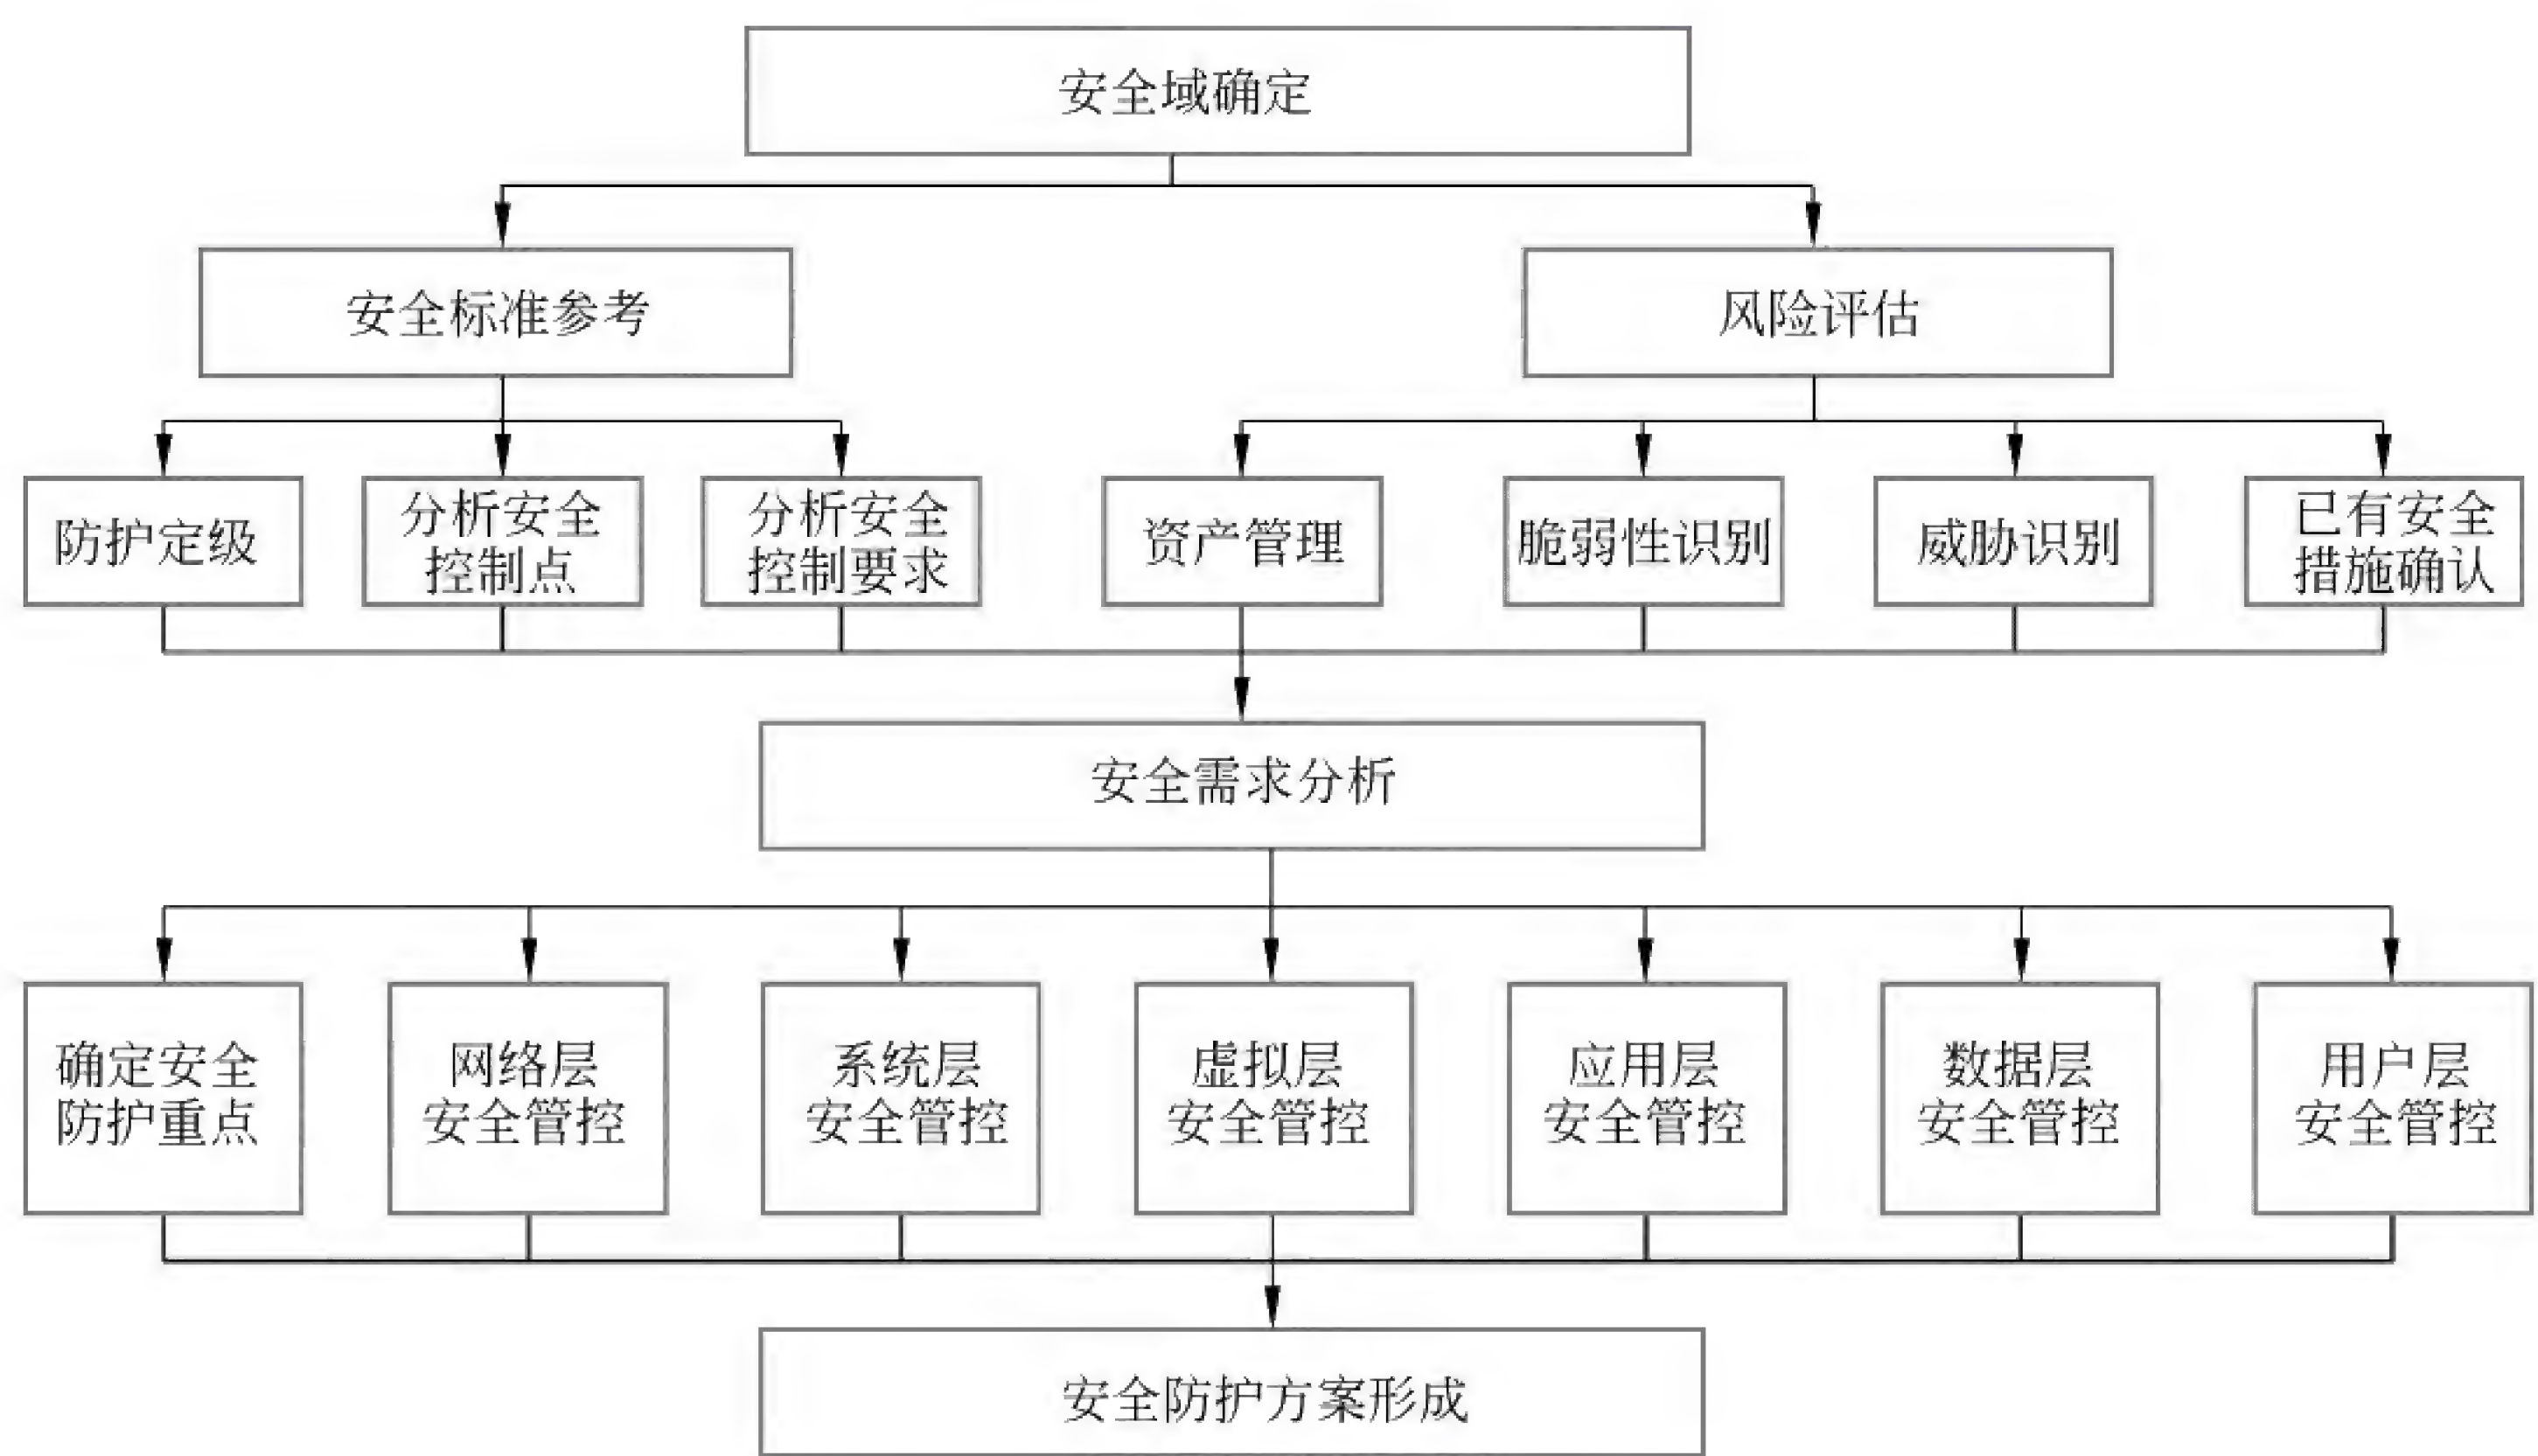 安全域确定
安全标准参考
风险评估
防护定级
分析安全
控制点
分析安全
控制要求
资产管理
脆弱性识别
威胁识别
已有安全
措施确认
安全需求分析
确定安全
防护重点
网络层
安全管控
系统层
安全管控
虚拟层
安全管控
应用层
安全管控
数据层
安全管控
用户层
安全管控
安全防护方案形成